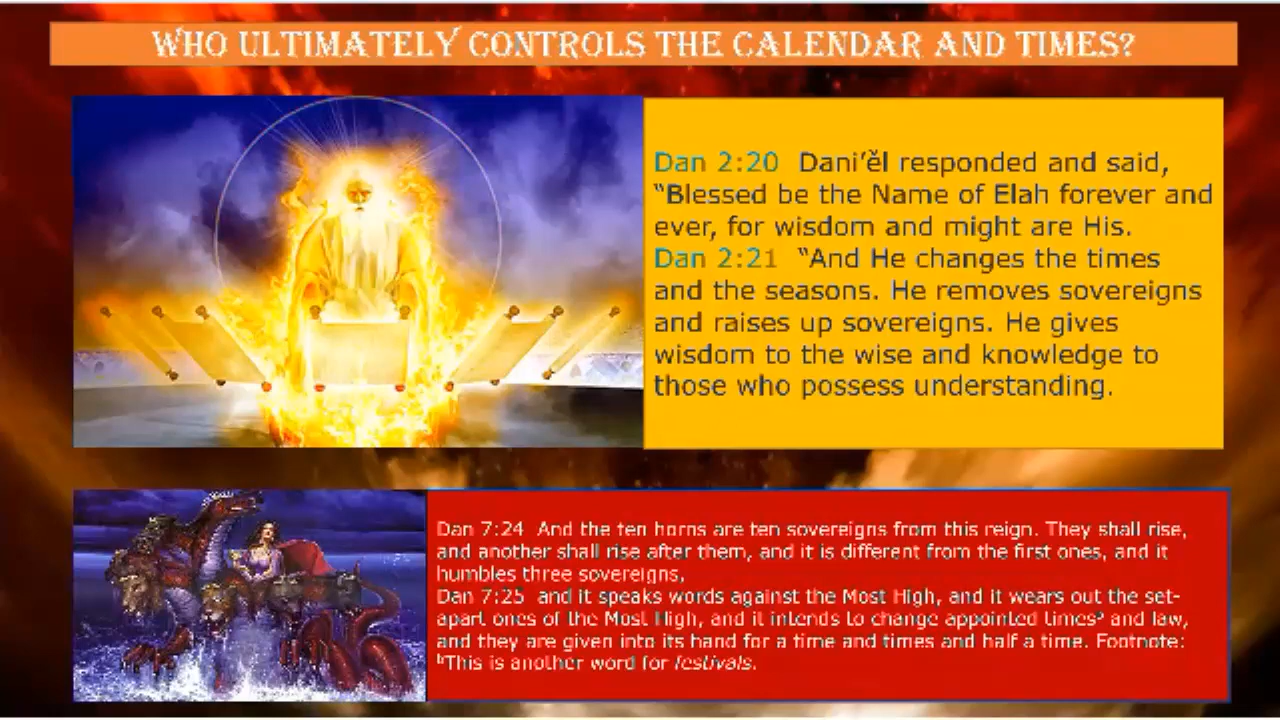 WHO ULTIMATELY CONTROLS THE CALENDAR AND TIMES?
Dan 2:20 Dani’ěl responded and said,
“Blessed be the Name of Elah forever and
ever, for wisdom and might are His.
Dan 2:21 “And He changes the times
and the seasons. He removes sovereigns
and raises up sovereigns. He gives
wisdom to the wise and knowledge to
those who possess understanding.
Dan 7:24 And the ten horns are ten sovereigns from this reign. They shall rise,
and another shall rise after them, and it is different from the first ones, and it
humbles three sovereigns,
Dan 7:25 and it speaks words against the Most High, and it wears out the set-
apart ones of the Most High, and it intends to change appointed times and law,
and they are given into its hand for a time and times and half a time. Footnote:
This is another word for festivals.